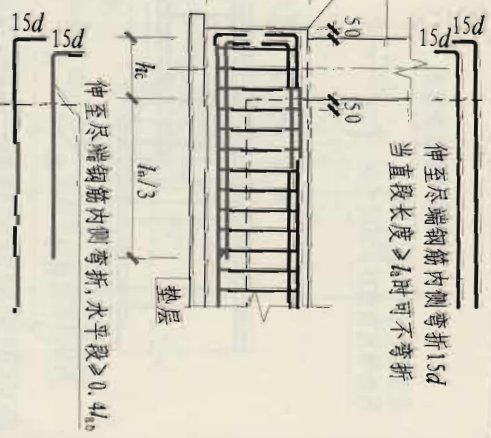 15d
15d
伸至尽端钢筋内侧弯折15d
当直段长度≥la时可不弯折
50
50
垫层
hc
ln/3
伸至尽端钢筋内侧弯折,水平段≥0.4lab
15d
15d